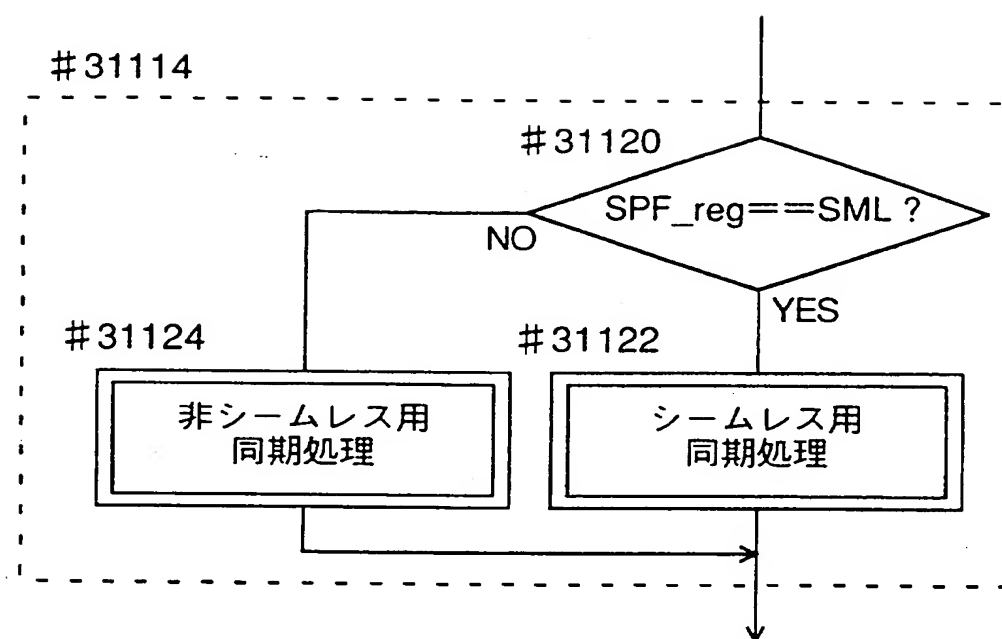 #31114
#31120
SPF_reg==SML ?
NO
YES
#31124
#31122
非シームレス用
同期処理
シームレス用
同期処理